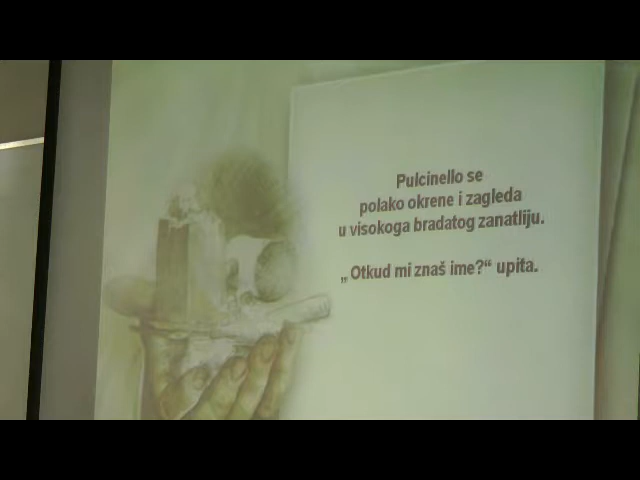 Pulcinello se
polako okrene i zagleda
u visokoga bradatog zanatliju.
„Otkud mi znaš ime?“ upita.